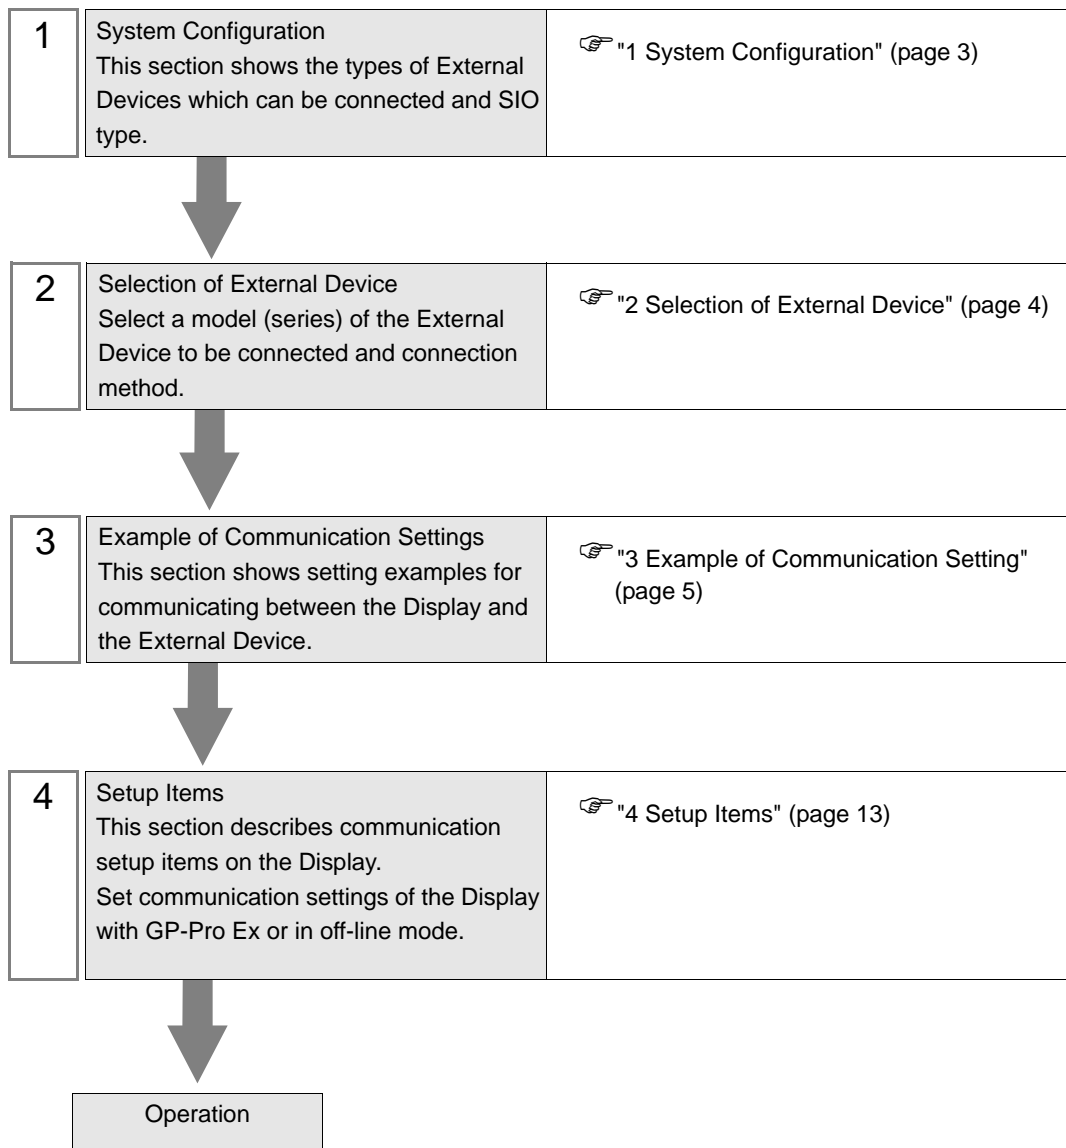 1
System Configuration
This section shows the types of External
Devices which can be connected and SIO
type.
"1 System Configuration" (page 3)
2
Selection of External Device
Select a model (series) of the External
Device to be connected and connection
method.
"2 Selection of External Device" (page 4)
3
Example of Communication Settings
This section shows setting examples for
communicating between the Display and
the External Device.
"3 Example of Communication Setting"
(page 5)
4
Setup Items
This section describes communication
setup items on the Display.
Set communication settings of the Display
with GP-Pro Ex or in off-line mode.
"4 Setup Items" (page 13)
Operation